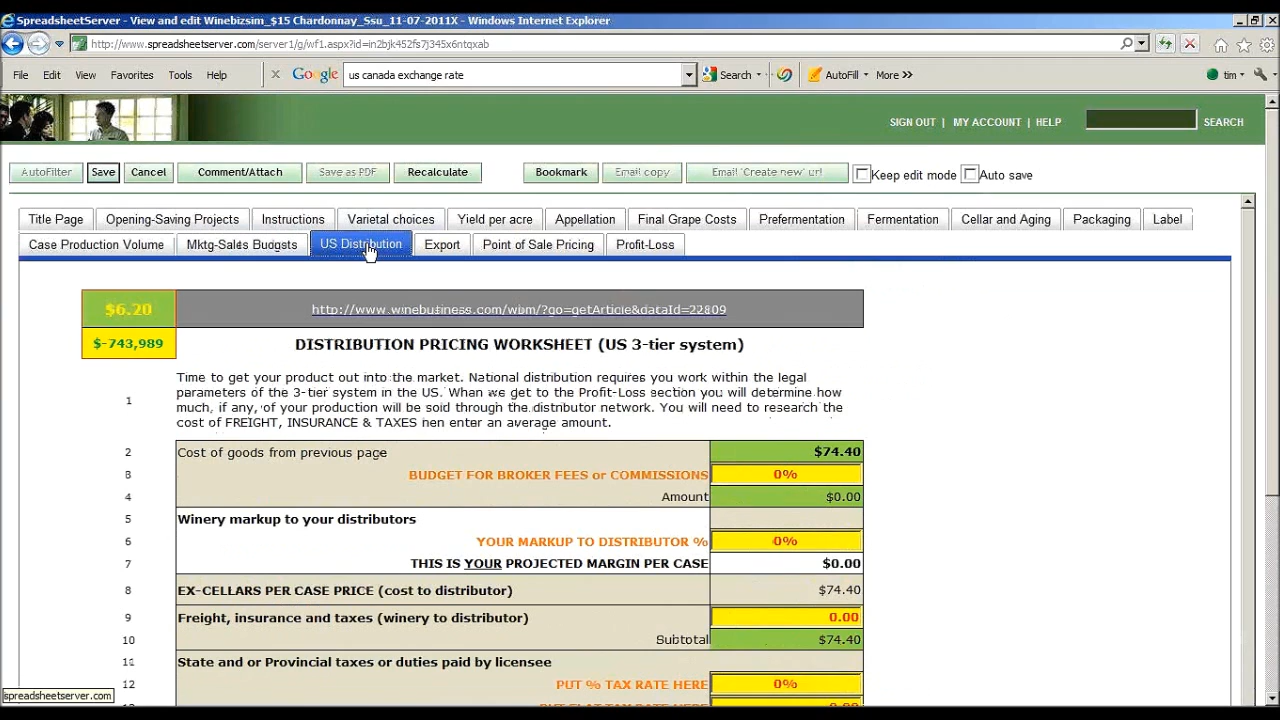 SpreadsheetServer - View and edit Winebizsim_$15 Chardonnay_Ssu_11-07-2011X - Windows Internet Explorer
http://www.spreadsheetserver.com/server1/g/wf1.aspx?id=in2bjk452fs7j345x6ntqxab
File Edit View Favorites Tools Help
Google us canada exchange rate Search AutoFill More >> tim
SIGN OUT | MY ACCOUNT | HELP SEARCH
AutoFilter Save Cancel Comment/Attach Save as PDF Recalculate Bookmark Email copy Email 'Create new' url Keep edit mode Auto save
Title Page Opening-Saving Projects Instructions Varietal choices Yield per acre Appellation Final Grape Costs Prefermentation Fermentation Cellar and Aging Packaging Label
Case Production Volume Mktg-Sales Budgets US Distribution Export Point of Sale Pricing Profit-Loss
$6.20 http://www.winebusiness.com/wbm/?go=getArticle&dataId=22809
$-743,989 DISTRIBUTION PRICING WORKSHEET (US 3-tier system)
Time to get your product out into the market. National distribution requires you work within the legal
parameters of the 3-tier system in the US. When we get to the Profit-Loss section you will determine how
1 much, if any, of your production will be sold through the distributor network. You will need to research the
cost of FREIGHT, INSURANCE & TAXES hen enter an average amount.
2 Cost of goods from previous page $74.40
3 BUDGET FOR BROKER FEES or COMMISSIONS 0%
4 Amount $0.00
5 Winery markup to your distributors
6 YOUR MARKUP TO DISTRIBUTOR % 0%
7 THIS IS YOUR PROJECTED MARGIN PER CASE $0.00
8 EX-CELLARS PER CASE PRICE (cost to distributor) $74.40
9 Freight, insurance and taxes (winery to distributor) 0.00
10 Subtotal $74.40
11 State and or Provincial taxes or duties paid by licensee
12 PUT % TAX RATE HERE 0%
spreadsheetserver.com